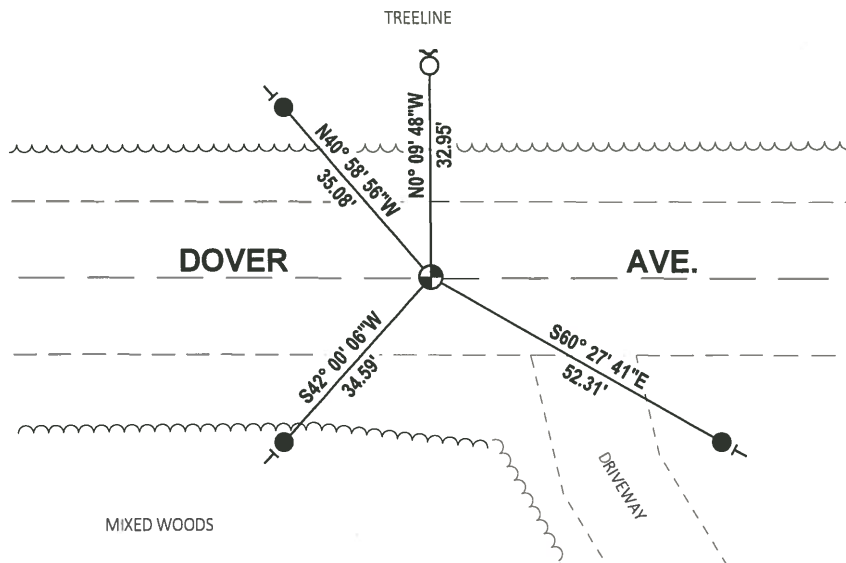 TREELINE
N40° 58' 56"W
35.08'
N0° 09' 48"W
32.95'
DOVER AVE.
S42° 00' 06"W
34.59'
S60° 27' 41"E
52.31'
DRIVEWAY
MIXED WOODS